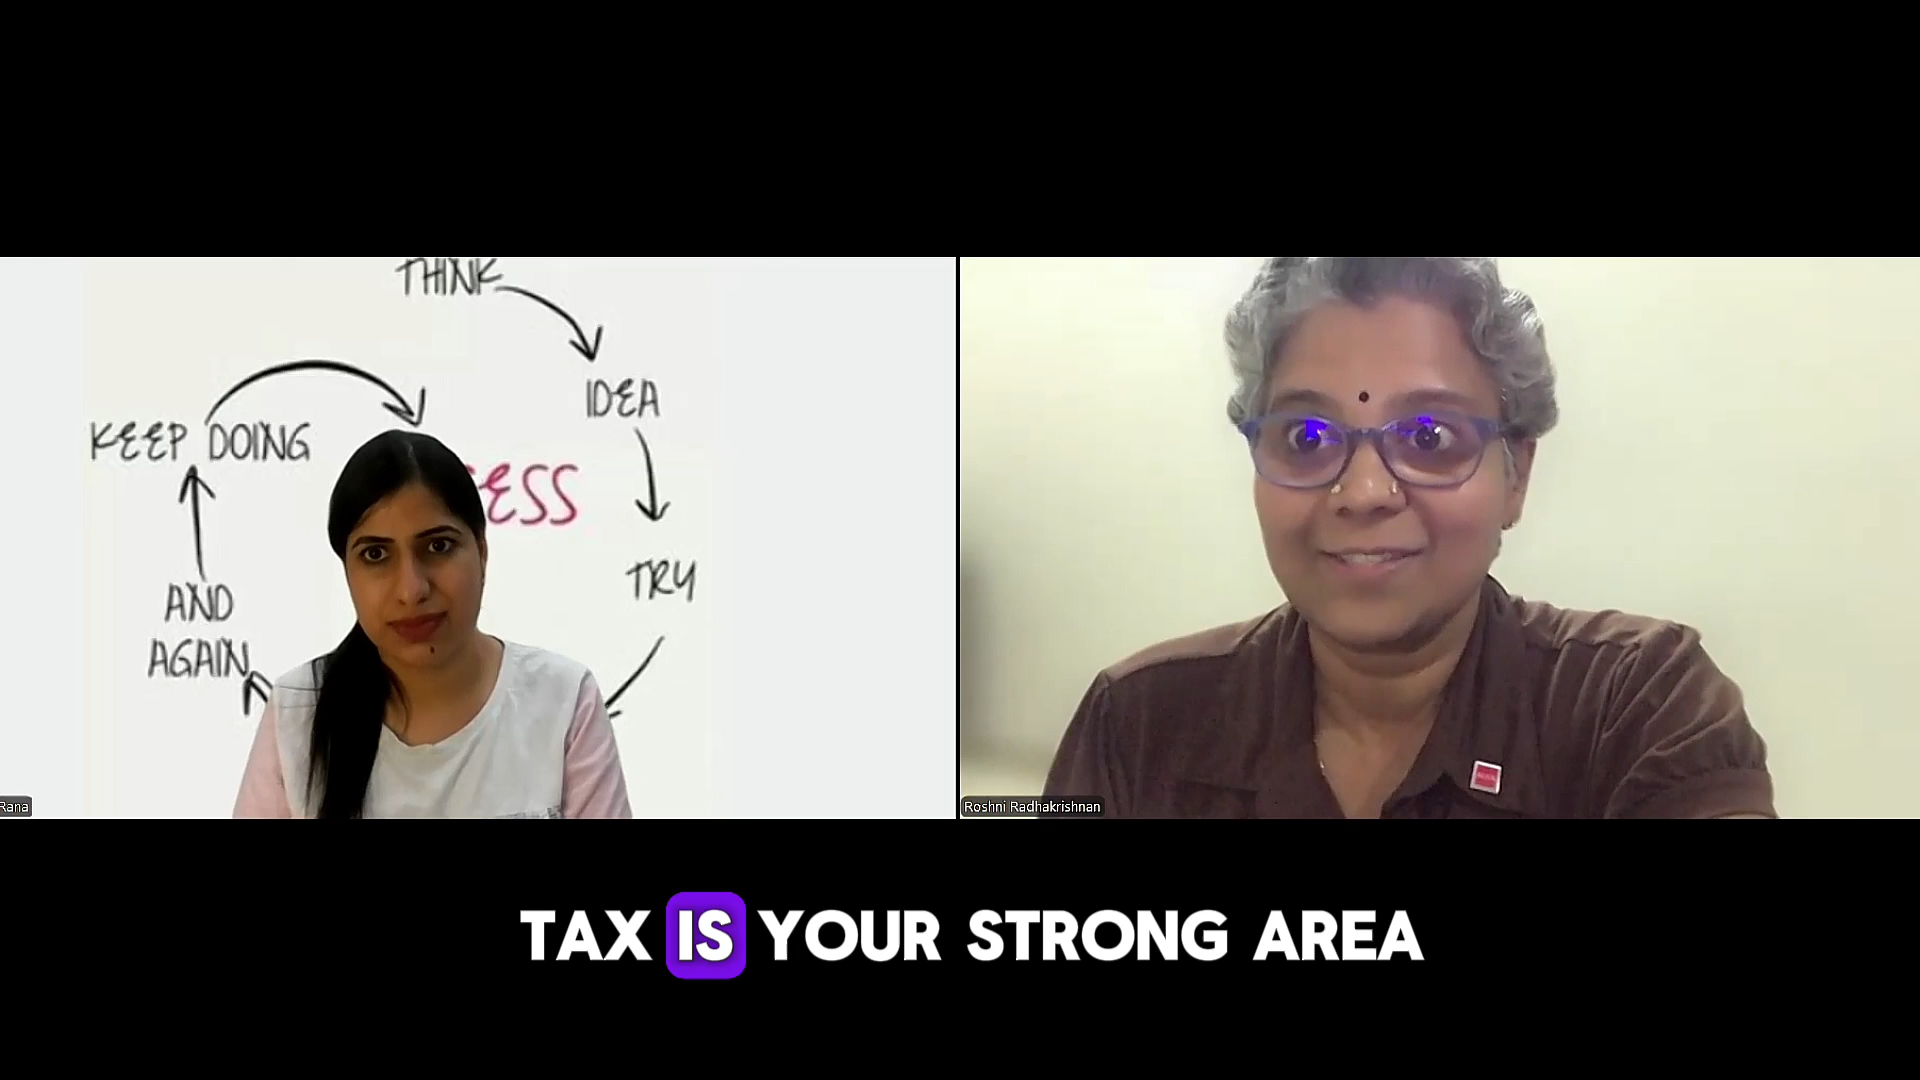 THINK
IDEA
KEEP DOING
ESS
TRY
AND
AGAIN
Rana
Roshni Radhakrishnan
TAX IS YOUR STRONG AREA